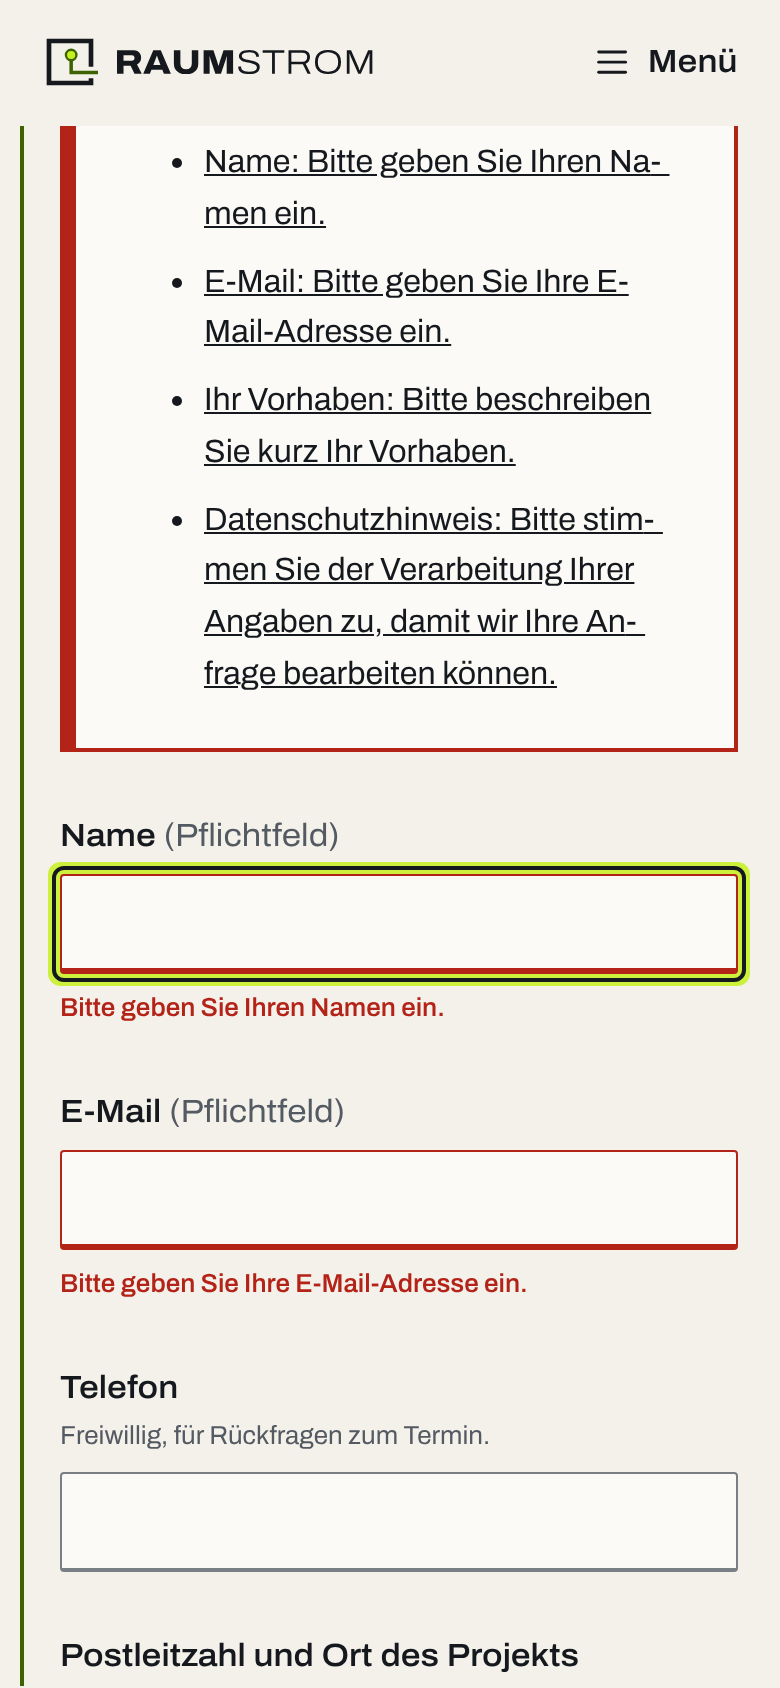 RAUMSTROM
Menü
Name: Bitte geben Sie Ihren Na-
men ein.
E-Mail: Bitte geben Sie Ihre E-
Mail-Adresse ein.
Ihr Vorhaben: Bitte beschreiben
Sie kurz Ihr Vorhaben.
Datenschutzhinweis: Bitte stim-
men Sie der Verarbeitung Ihrer
Angaben zu, damit wir Ihre An-
frage bearbeiten können.
Name (Pflichtfeld)
Bitte geben Sie Ihren Namen ein.
E-Mail (Pflichtfeld)
Bitte geben Sie Ihre E-Mail-Adresse ein.
Telefon
Freiwillig, für Rückfragen zum Termin.
Postleitzahl und Ort des Projekts